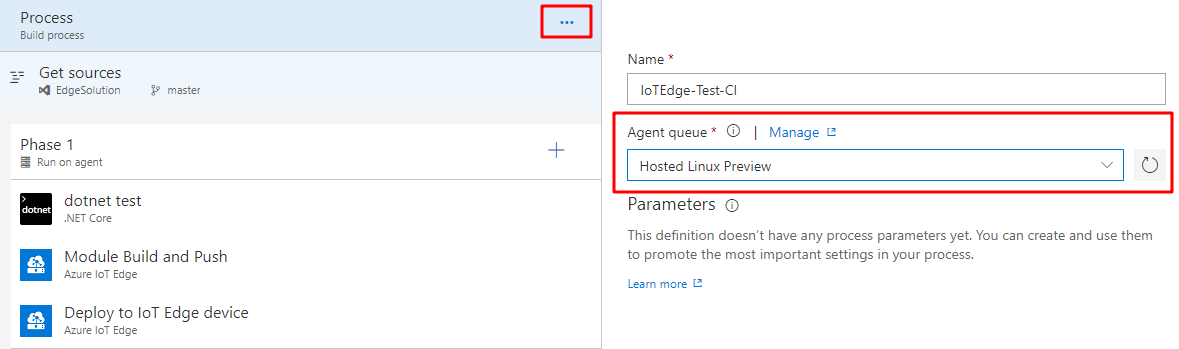 Process
...
Build process
Get sources
EdgeSolution master
Phase 1
Run on agent
>
dotnet
dotnet test
.NET Core
Module Build and Push
Azure IoT Edge
Deploy to IoT Edge device
Azure IoT Edge
Name *
IoTEdge-Test-CI
Agent queue * | Manage
Hosted Linux Preview
Parameters
This definition doesn't have any process parameters yet. You can create and use them
to promote the most important settings in your process.
Learn more